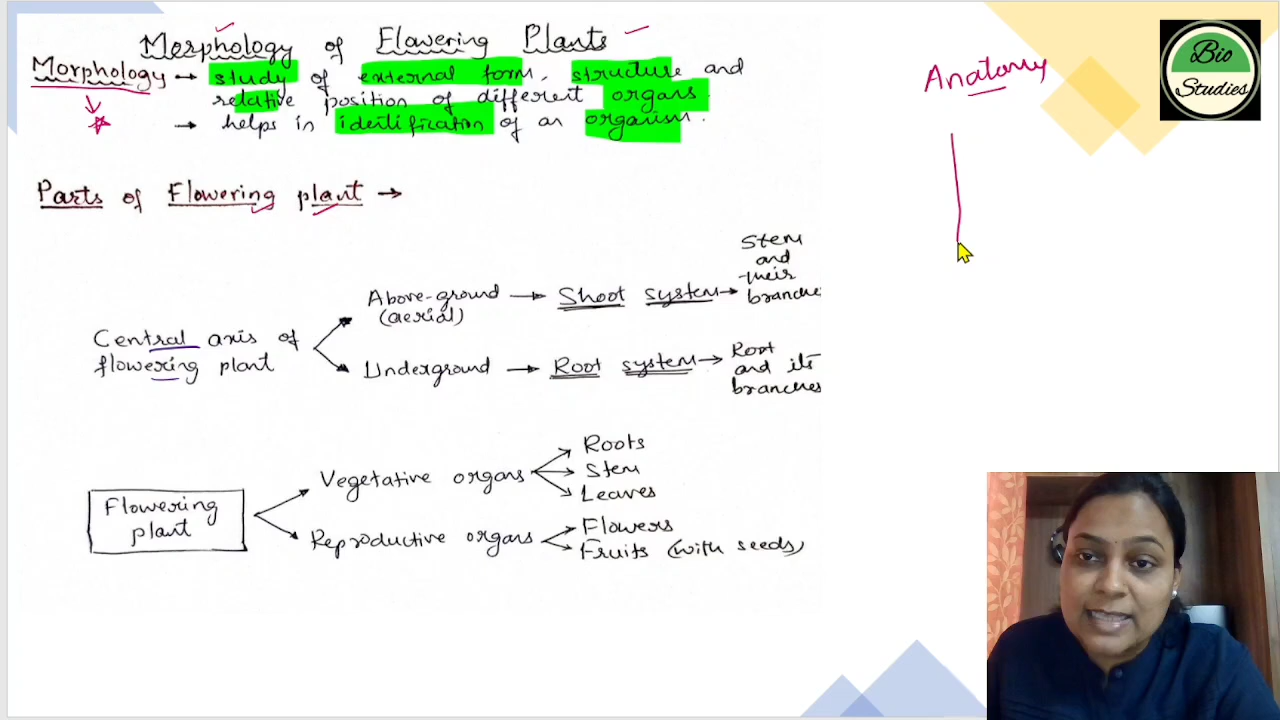 Morphology of Flowering Plants
Morphology → study of external form, structure and
relative position of different organs.
→ helps in identification of an organism.
Parts of Flowering plant →
Central axis of
flowering plant
Above-ground
(aerial)
→ Shoot system →
Stem
and
their
branches
Underground → Root system →
Root
and its
branches
Flowering
plant
Vegetative organs
Roots
Stem
Leaves
Reproductive organs
Flowers
Fruits (with seeds)
Anatomy
Bio
Studies